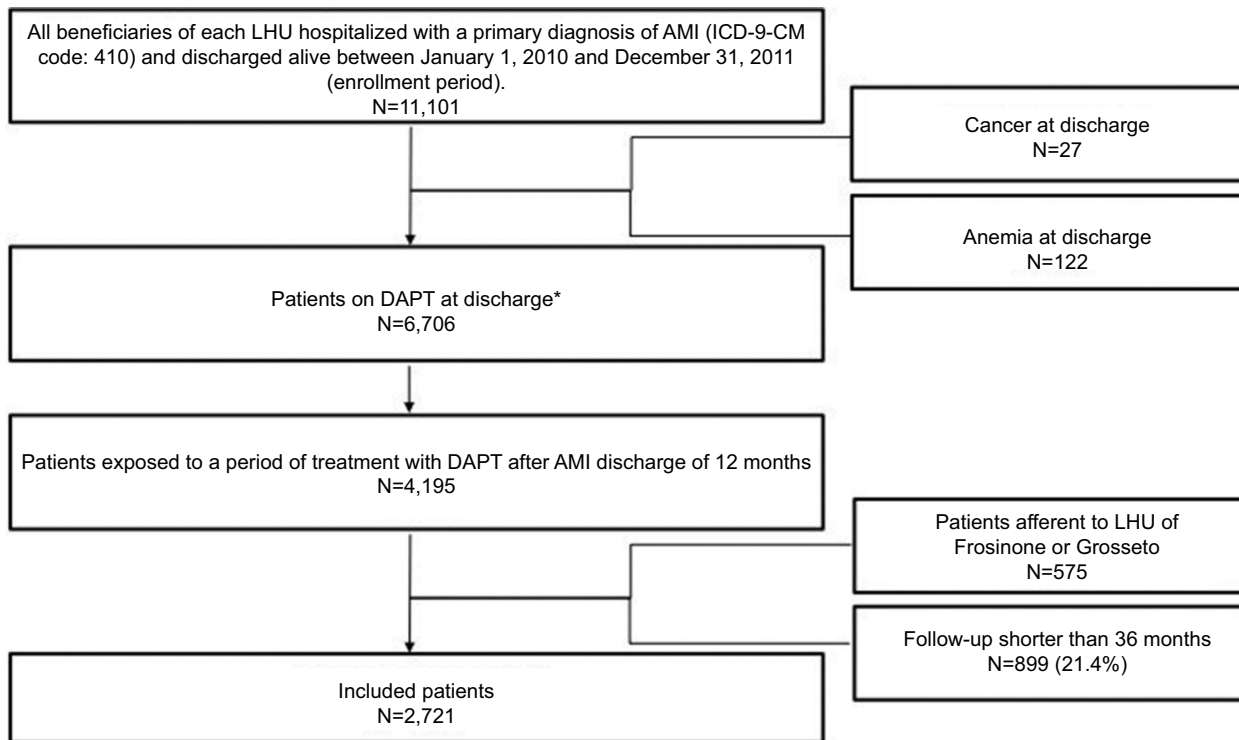 All beneficiaries of each LHU hospitalized with a primary diagnosis of AMI (ICD-9-CM
code: 410) and discharged alive between January 1, 2010 and December 31, 2011
(enrollment period).
N=11,101
Cancer at discharge
N=27
Anemia at discharge
N=122
Patients on DAPT at discharge*
N=6,706
Patients exposed to a period of treatment with DAPT after AMI discharge of 12 months
N=4,195
Patients afferent to LHU of
Frosinone or Grosseto
N=575
Follow-up shorter than 36 months
N=899 (21.4%)
Included patients
N=2,721